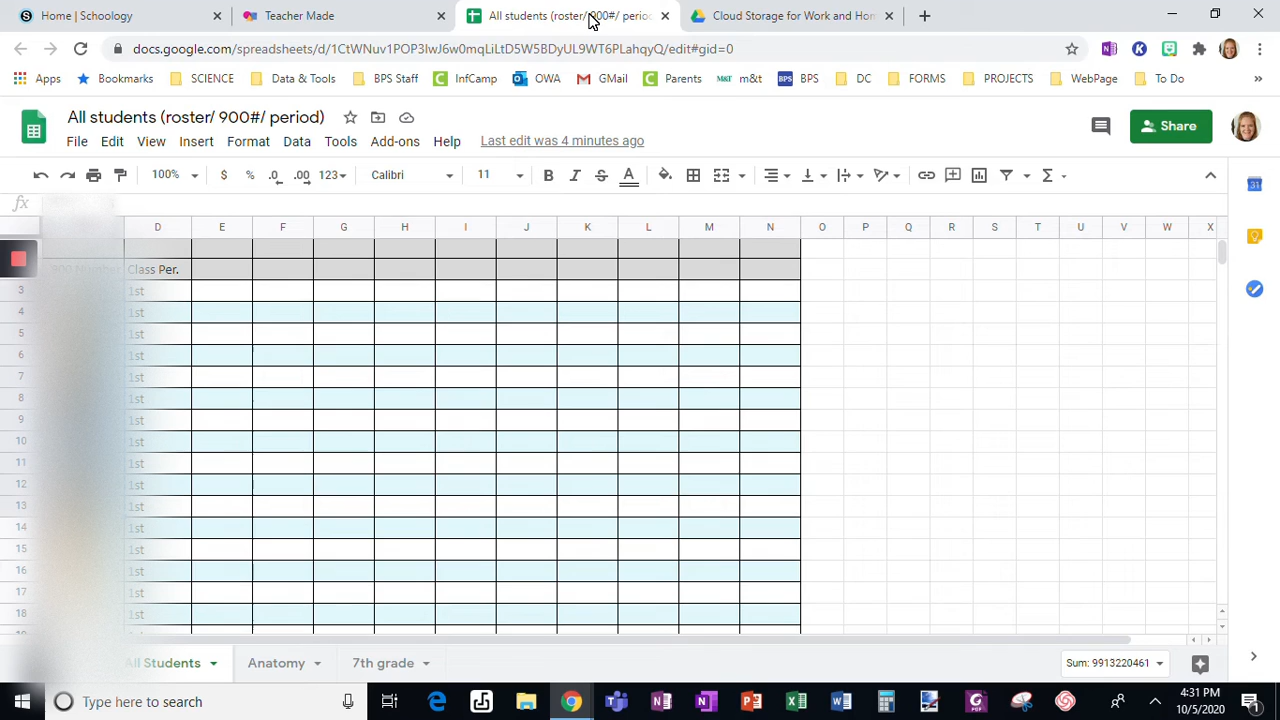 Home | Schoology
Teacher Made
All students (roster/ 900#/ perio
Cloud Storage for Work and Hom
docs.google.com/spreadsheets/d/1CtWNuv1POP3lwJ6w0mqLiLtD5W5BDyUL9WT6PLahqyQ/edit#gid=0
Apps
Bookmarks
SCIENCE
Data & Tools
BPS Staff
InfCamp
OWA
GMail
Parents
m&t
BPS
DC
FORMS
PROJECTS
WebPage
To Do
»
All students (roster/ 900#/ period)
Share
File Edit View Insert Format Data Tools Add-ons Help Last edit was 4 minutes ago
100% $ % .0 .00 123 Calibri 11 B I S A Σ
fx
D E F G H I J K L M N O P Q R S T U V W X
900 Number Class Per.
3 1st
4 1st
5 1st
6 1st
7 1st
8 1st
9 1st
10 1st
11 1st
12 1st
13 1st
14 1st
15 1st
16 1st
17 1st
18 1st
All Students Anatomy 7th grade Sum: 9913220461
Type here to search
4:31 PM
10/5/2020